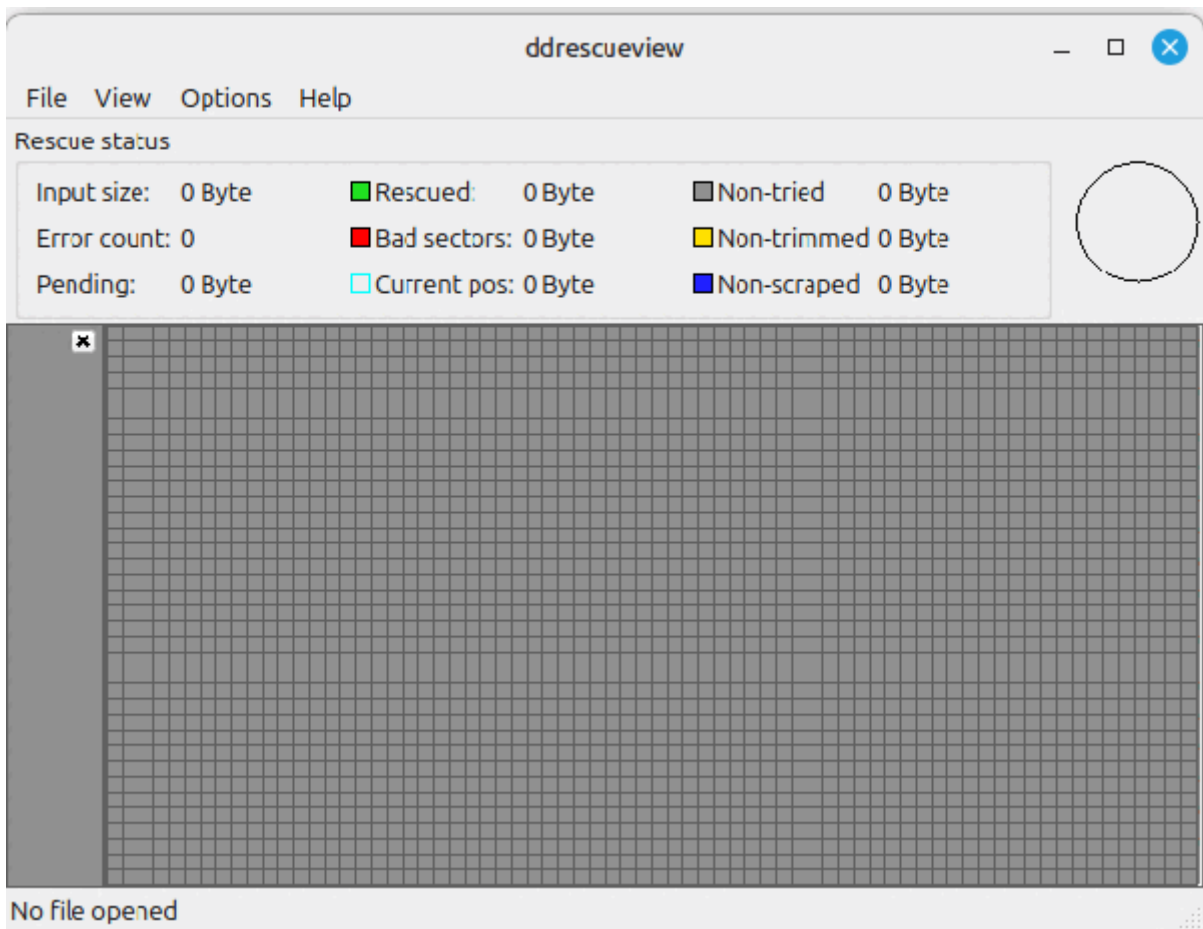 ddrescueview
File View Options Help
Rescue status
Input size: 0 Byte Rescued: 0 Byte Non-tried 0 Byte
Error count: 0 Bad sectors: 0 Byte Non-trimmed 0 Byte
Pending: 0 Byte Current pos: 0 Byte Non-scraped 0 Byte
No file opened